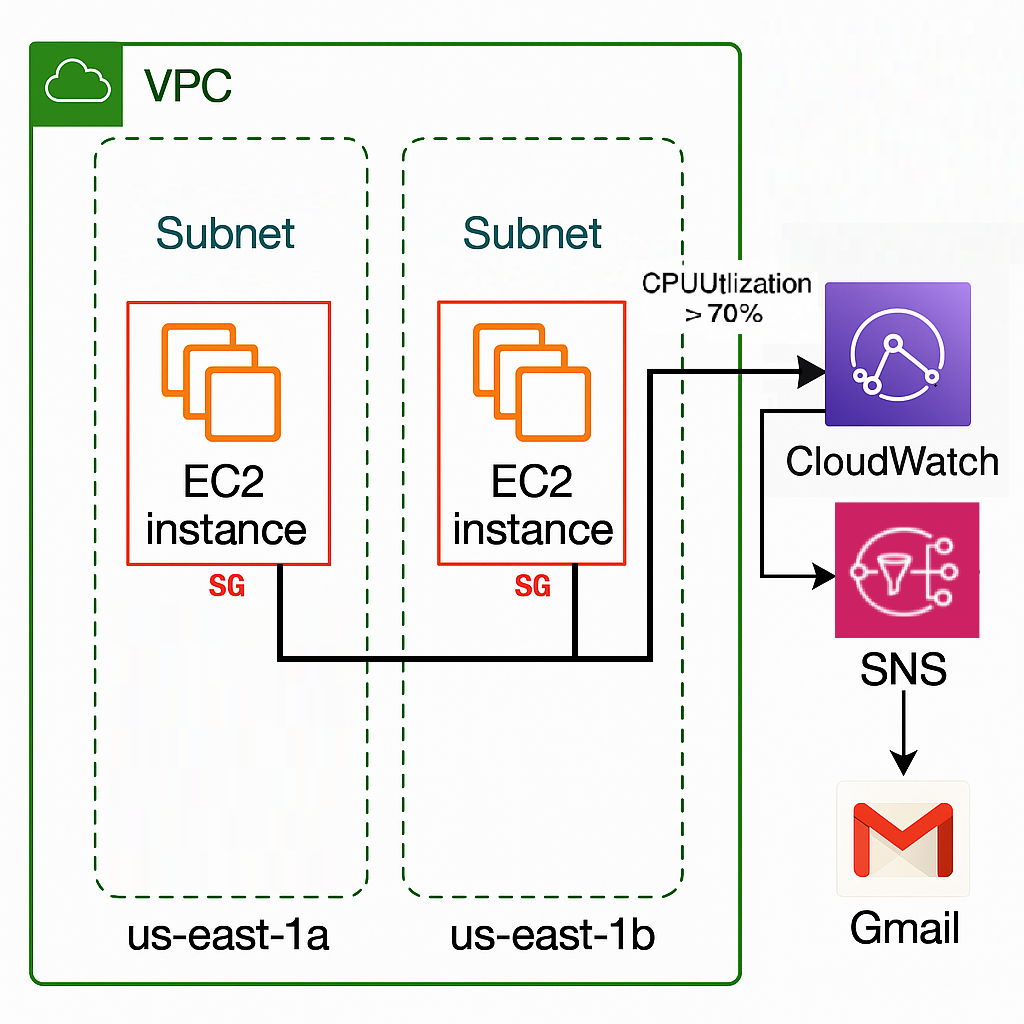 VPC
Subnet
Subnet
CPUUtlization
> 70%
EC2
instance
SG
EC2
instance
SG
CloudWatch
SNS
Gmail
us-east-1a
us-east-1b